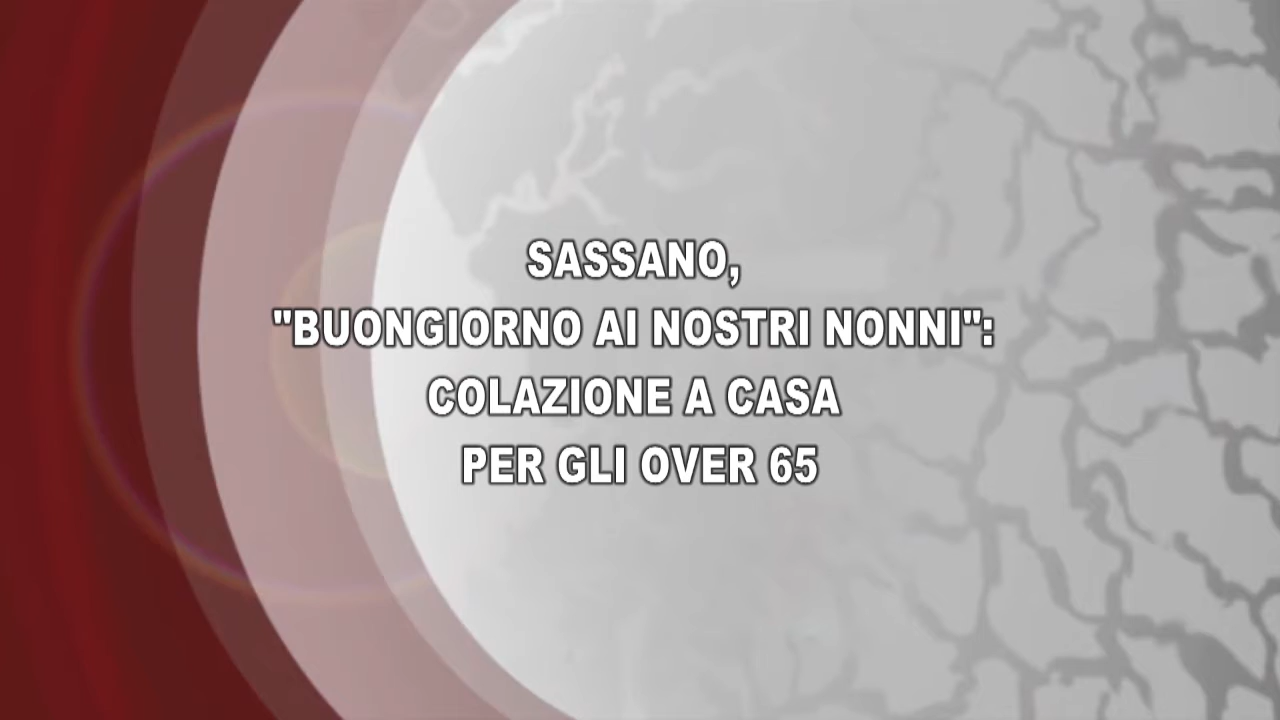 SASSANO,
"BUONGIORNO AI NOSTRI NONNI":
COLAZIONE A CASA
PER GLI OVER 65